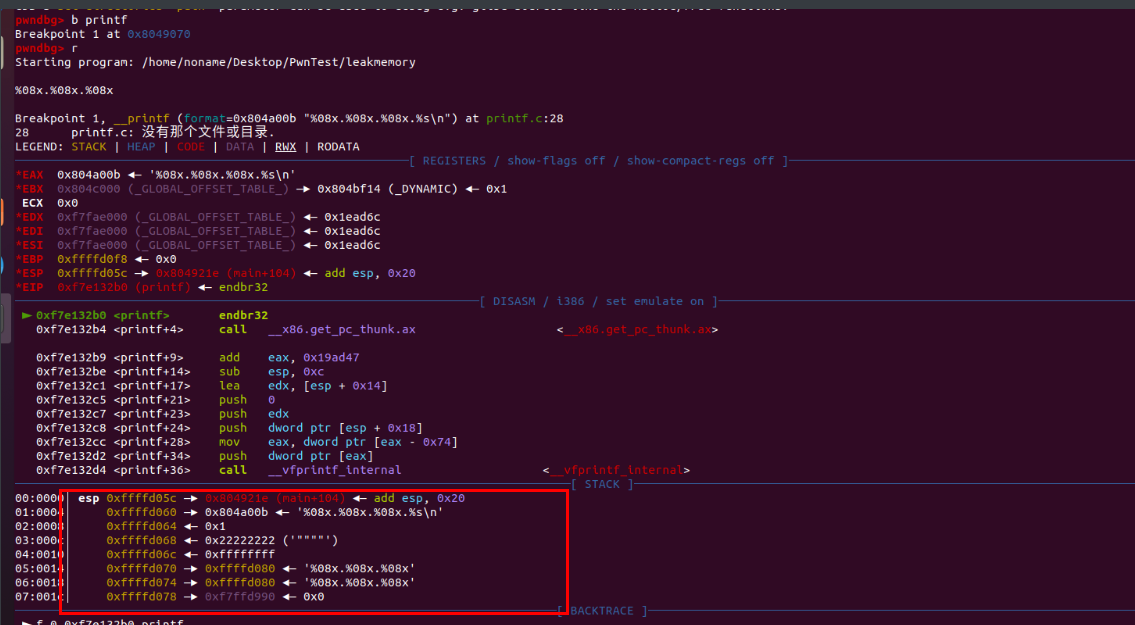 pwndbg> b printf
Breakpoint 1 at 0x8049070
pwndbg> r
Starting program: /home/noname/Desktop/PwnTest/leakmemory
%08x.%08x.%08x
Breakpoint 1, __printf (format=0x804a00b "%08x.%08x.%08x.%s\n") at printf.c:28
28 printf.c: 没有那个文件或目录.
LEGEND: STACK | HEAP | CODE | DATA | RWX | RODATA
[ REGISTERS / show-flags off / show-compact-regs off ]
*EAX 0x804a00b ◂— '%08x.%08x.%08x.%s\n'
*EBX 0x804c000 (_GLOBAL_OFFSET_TABLE_) —▸ 0x804bf14 (_DYNAMIC) ◂— 0x1
ECX 0x0
*EDX 0xf7fae000 (_GLOBAL_OFFSET_TABLE_) ◂— 0x1ead6c
*EDI 0xf7fae000 (_GLOBAL_OFFSET_TABLE_) ◂— 0x1ead6c
*ESI 0xf7fae000 (_GLOBAL_OFFSET_TABLE_) ◂— 0x1ead6c
*EBP 0xffffd0f8 ◂— 0x0
*ESP 0xffffd05c —▸ 0x804921e (main+104) ◂— add esp, 0x20
*EIP 0xf7e132b0 (printf) ◂— endbr32
[ DISASM / i386 / set emulate on ]
► 0xf7e132b0 <printf> endbr32
0xf7e132b4 <printf+4> call __x86.get_pc_thunk.ax <__x86.get_pc_thunk.ax>
0xf7e132b9 <printf+9> add eax, 0x19ad47
0xf7e132be <printf+14> sub esp, 0xc
0xf7e132c1 <printf+17> lea edx, [esp + 0x14]
0xf7e132c5 <printf+21> push 0
0xf7e132c7 <printf+23> push edx
0xf7e132c8 <printf+24> push dword ptr [esp + 0x18]
0xf7e132cc <printf+28> mov eax, dword ptr [eax - 0x74]
0xf7e132d2 <printf+34> push dword ptr [eax]
0xf7e132d4 <printf+36> call __vfprintf_internal <__vfprintf_internal>
[ STACK ]
00:0000│ esp 0xffffd05c —▸ 0x804921e (main+104) ◂— add esp, 0x20
01:0004│ 0xffffd060 —▸ 0x804a00b ◂— '%08x.%08x.%08x.%s\n'
02:0008│ 0xffffd064 ◂— 0x1
03:000c│ 0xffffd068 ◂— 0x22222222 ('""""')
04:0010│ 0xffffd06c ◂— 0xffffffff
05:0014│ 0xffffd070 —▸ 0xffffd080 ◂— '%08x.%08x.%08x'
06:0018│ 0xffffd074 —▸ 0xffffd080 ◂— '%08x.%08x.%08x'
07:001c│ 0xffffd078 —▸ 0xf7ffd990 ◂— 0x0
[ BACKTRACE ]
► f 0 0xf7e132b0 printf